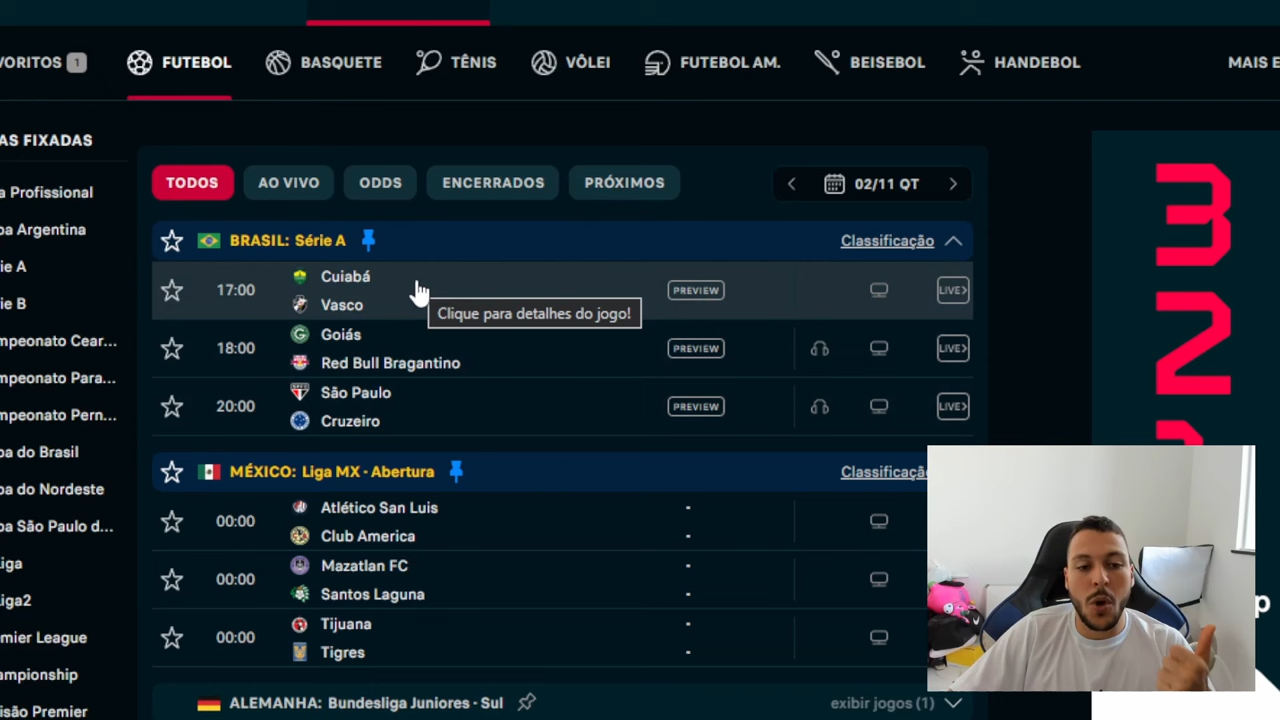 VORITOS 1 FUTEBOL BASQUETE TÊNIS VÔLEI FUTEBOL AM. BEISEBOL HANDEBOL MAIS E
AS FIXADAS
a Profissional
pa Argentina
ie A
ie B
mpeonato Cear...
mpeonato Para...
mpeonato Pern...
pa do Brasil
pa do Nordeste
pa São Paulo d...
Liga
Liga2
emier League
ampionship
isão Premier
TODOS AO VIVO ODDS ENCERRADOS PRÓXIMOS 02/11 QT
BRASIL: Série A Classificação
17:00 Cuiabá PREVIEW LIVE
Vasco
Clique para detalhes do jogo!
18:00 Goiás PREVIEW LIVE
Red Bull Bragantino
20:00 São Paulo PREVIEW LIVE
Cruzeiro
MÉXICO: Liga MX - Abertura Classificaçã
00:00 Atlético San Luis -
Club America -
00:00 Mazatlan FC -
Santos Laguna -
00:00 Tijuana -
Tigres -
ALEMANHA: Bundesliga Juniores - Sul exibir jogos (1)
p